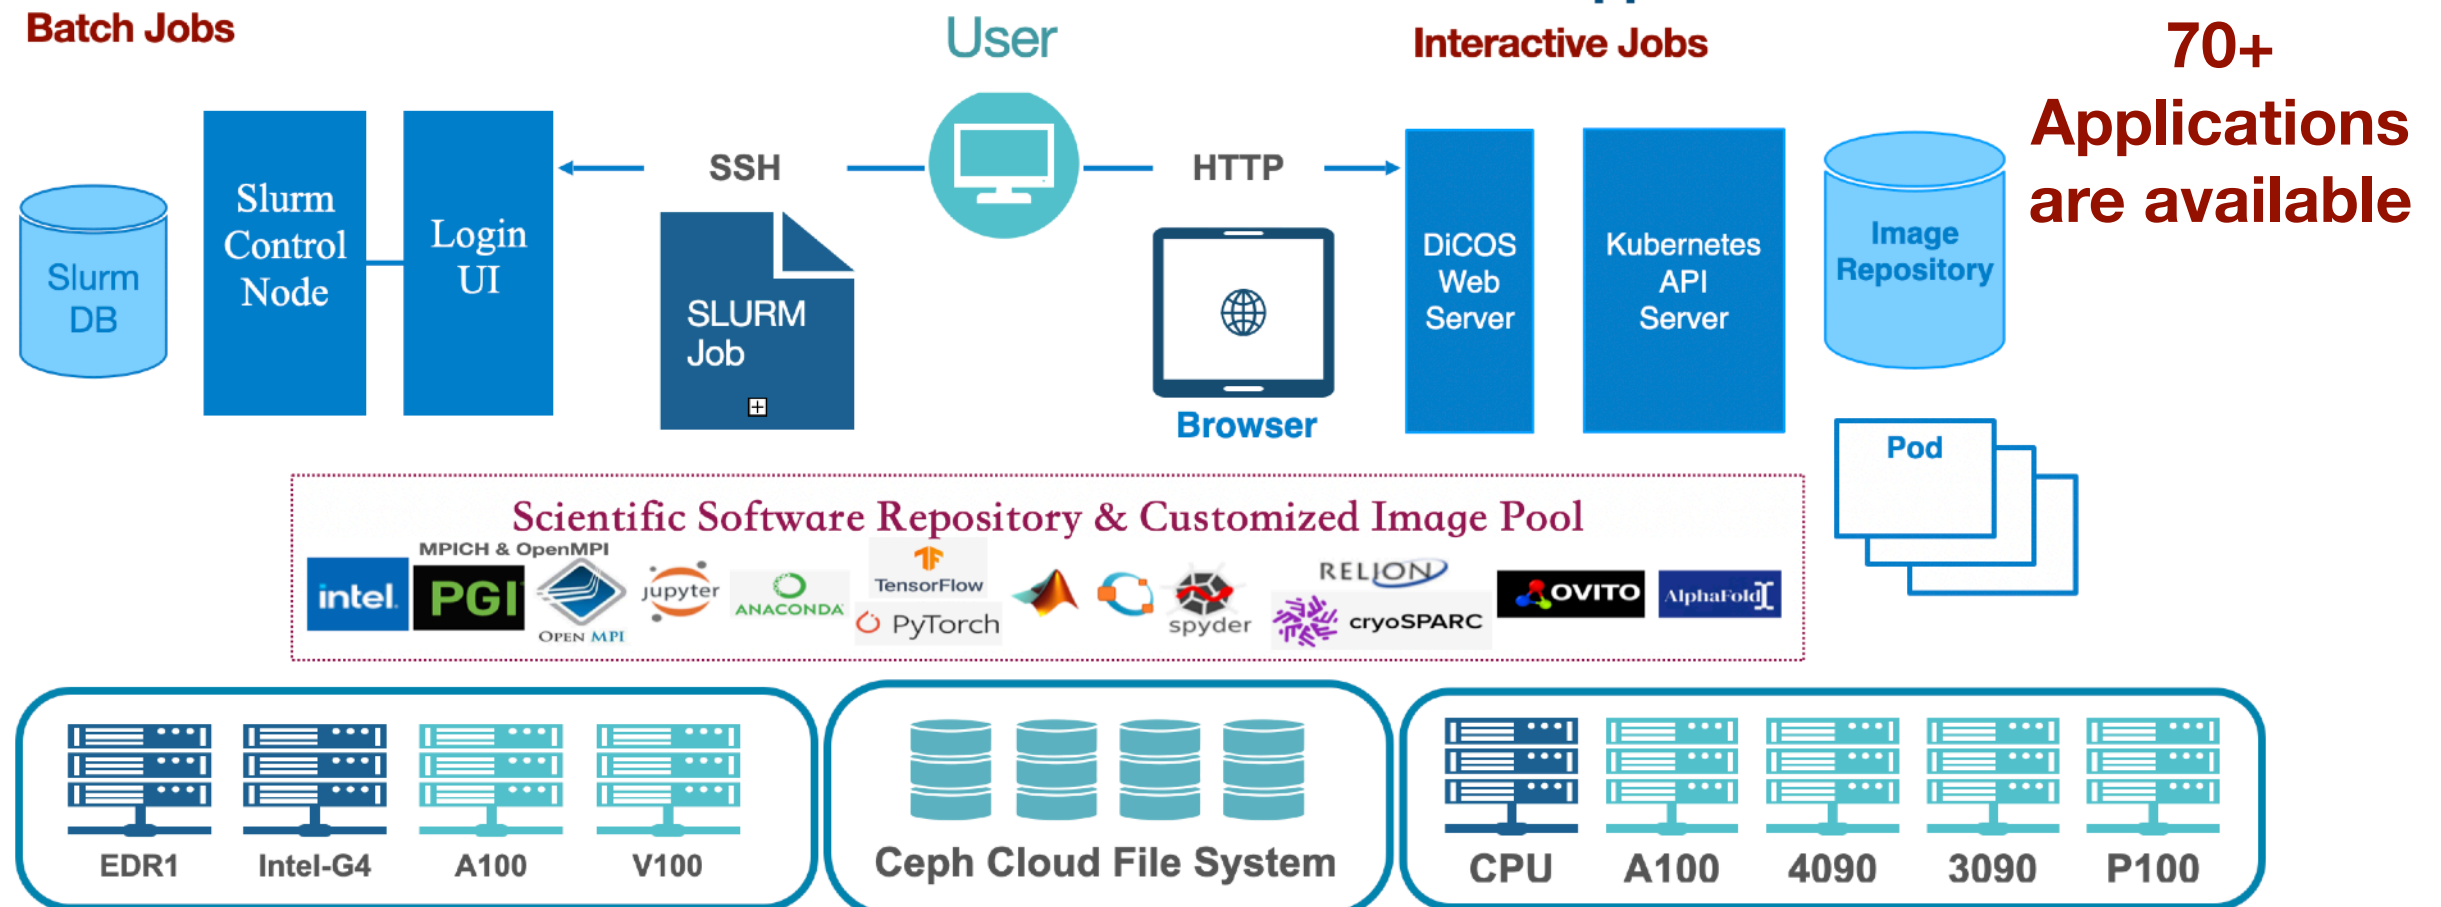 Batch Jobs
User
Interactive Jobs
70+
Applications
are available
Slurm
DB
Slurm
Control
Node
Login
UI
SSH
SLURM
Job
HTTP
Browser
DiCOS
Web
Server
Kubernetes
API
Server
Image
Repository
Pod
Scientific Software Repository & Customized Image Pool
MPICH & OpenMPI
intel.
PGI
OPEN MPI
jupyter
ANACONDA
TensorFlow
PyTorch
spyder
RELION
cryoSPARC
OVITO
AlphaFold
EDR1
Intel-G4
A100
V100
Ceph Cloud File System
CPU
A100
4090
3090
P100